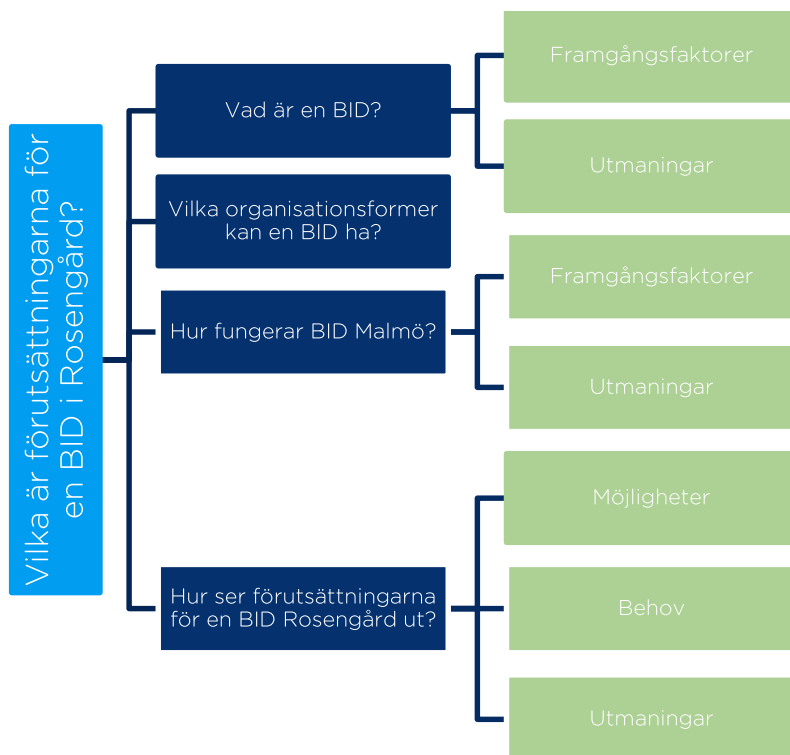 Vilka är förutsättningarna för
en BID i Rosengård?
Vad är en BID?
Framgångsfaktorer
Utmaningar
Vilka organisationsformer
kan en BID ha?
Hur fungerar BID Malmö?
Framgångsfaktorer
Utmaningar
Hur ser förutsättningarna
för en BID Rosengård ut?
Möjligheter
Behov
Utmaningar